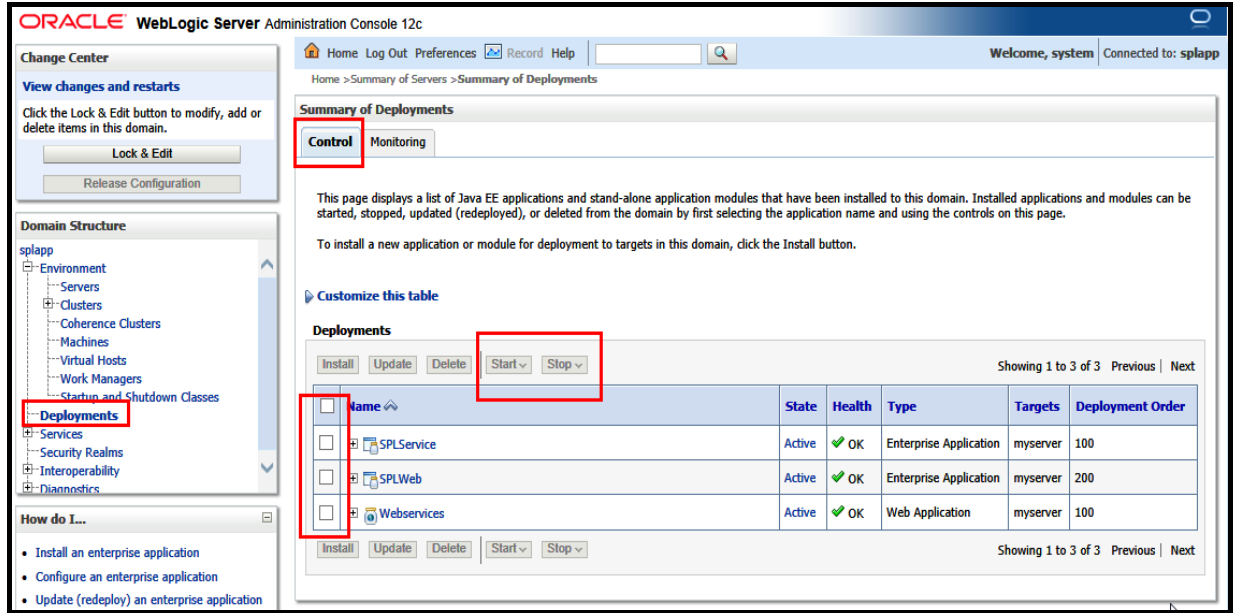 ORACLE WebLogic Server Administration Console 12c
Change Center
View changes and restarts
Click the Lock & Edit button to modify, add or
delete items in this domain.
Lock & Edit
Release Configuration
Domain Structure
splapp
Environment
Servers
Clusters
Coherence Clusters
Machines
Virtual Hosts
Work Managers
Startup and Shutdown Classes
Deployments
Services
Security Realms
Interoperability
Diagnostics
How do I...
• Install an enterprise application
• Configure an enterprise application
• Update (redeploy) an enterprise application
Home Log Out Preferences Record Help
Welcome, system Connected to: splapp
Home >Summary of Servers >Summary of Deployments
Summary of Deployments
Control Monitoring
This page displays a list of Java EE applications and stand-alone application modules that have been installed to this domain. Installed applications and modules can be
started, stopped, updated (redeployed), or deleted from the domain by first selecting the application name and using the controls on this page.
To install a new application or module for deployment to targets in this domain, click the Install button.
Customize this table
Deployments
Install Update Delete Start Stop Showing 1 to 3 of 3 Previous | Next
Name State Health Type Targets Deployment Order
SPLService Active OK Enterprise Application myserver 100
SPLWeb Active OK Enterprise Application myserver 200
Webservices Active OK Web Application myserver 100
Install Update Delete Start Stop Showing 1 to 3 of 3 Previous | Next